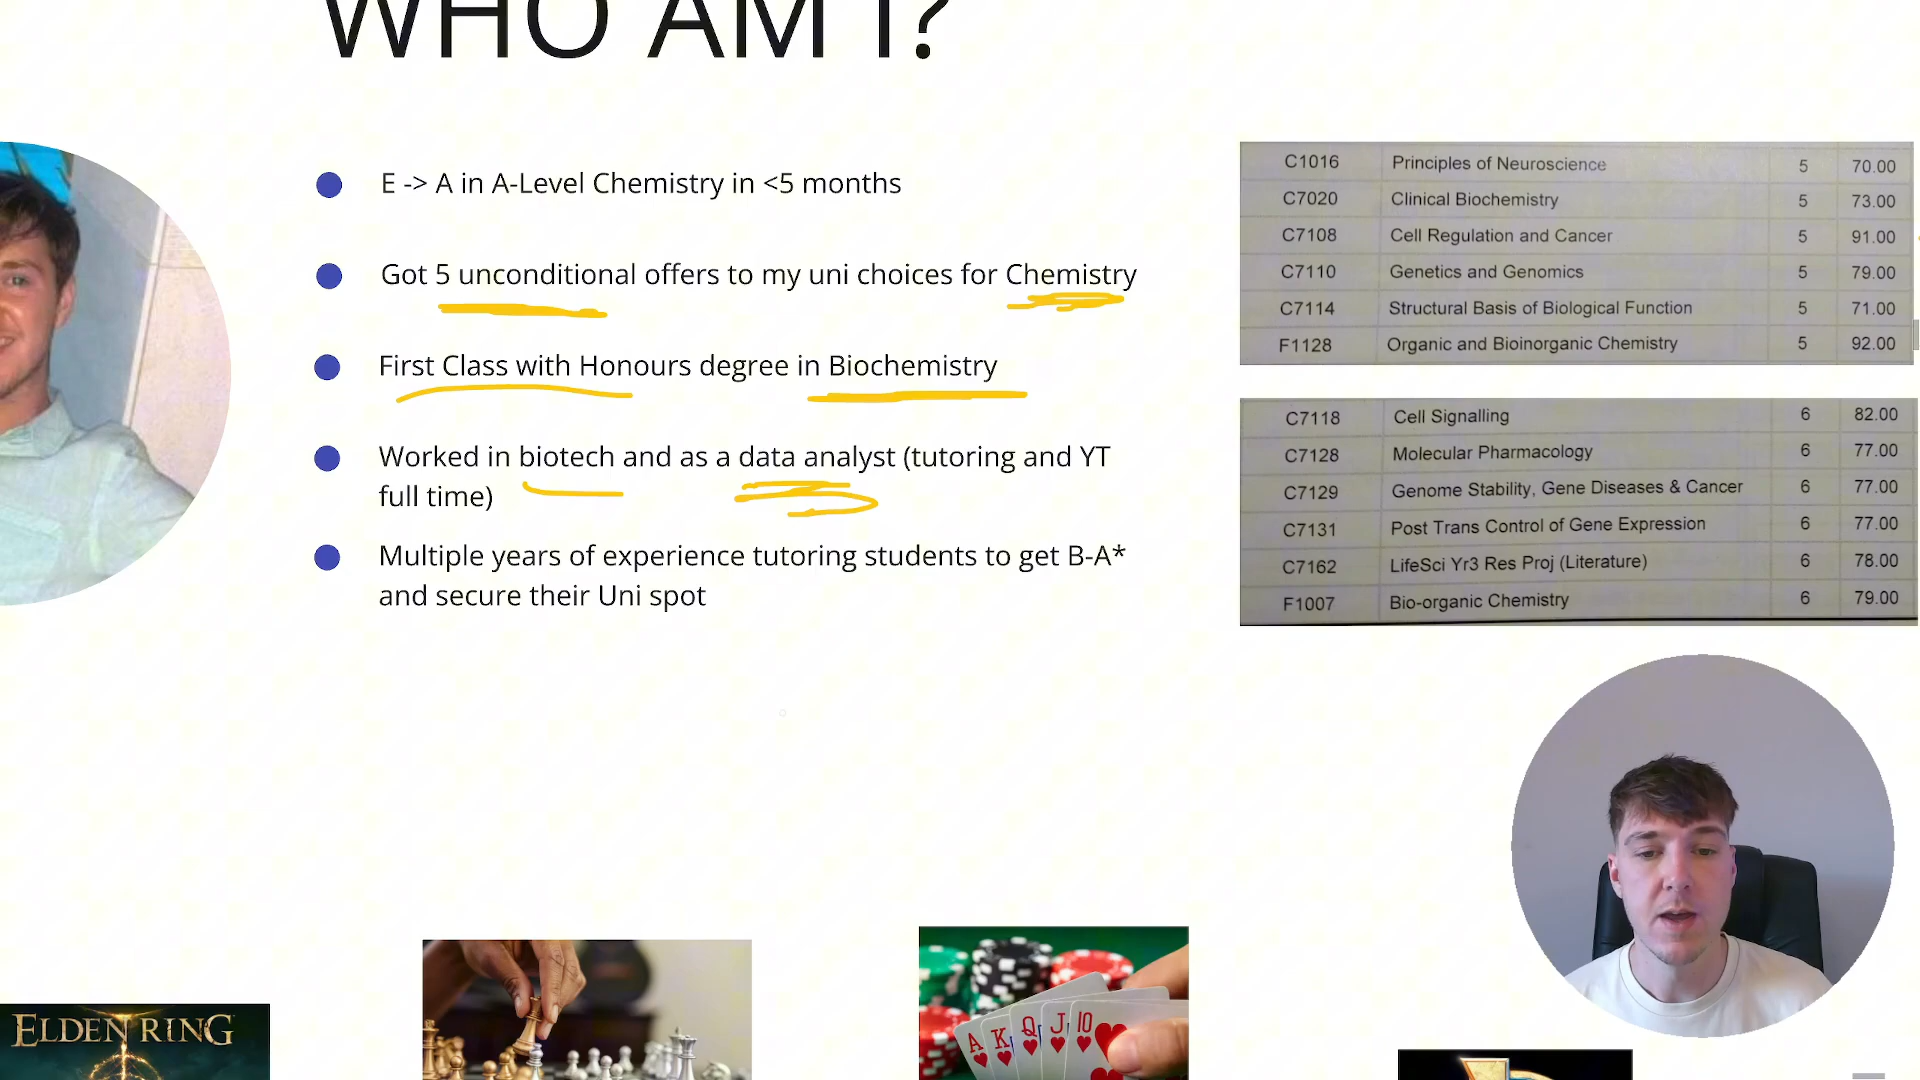 WHO AM I?
E -> A in A-Level Chemistry in <5 months
Got 5 unconditional offers to my uni choices for Chemistry
First Class with Honours degree in Biochemistry
Worked in biotech and as a data analyst (tutoring and YT
full time)
Multiple years of experience tutoring students to get B-A*
and secure their Uni spot
C1016 Principles of Neuroscience 5 70.00
C7020 Clinical Biochemistry 5 73.00
C7108 Cell Regulation and Cancer 5 91.00
C7110 Genetics and Genomics 5 79.00
C7114 Structural Basis of Biological Function 5 71.00
F1128 Organic and Bioinorganic Chemistry 5 92.00
C7118 Cell Signalling 6 82.00
C7128 Molecular Pharmacology 6 77.00
C7129 Genome Stability, Gene Diseases & Cancer 6 77.00
C7131 Post Trans Control of Gene Expression 6 77.00
C7162 LifeSci Yr3 Res Proj (Literature) 6 78.00
F1007 Bio-organic Chemistry 6 79.00
ELDEN RING
A K Q J 10